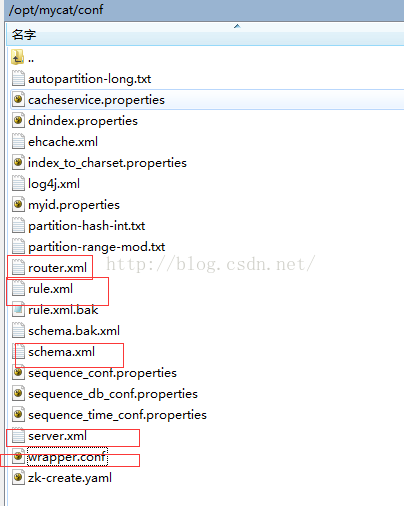 /opt/mycat/conf
名字
..
autopartition-long.txt
cacheservice.properties
dnindex.properties
ehcache.xml
index_to_charset.properties
log4j.xml
myid.properties
partition-hash-int.txt
partition-range-mod.txt
router.xml
http://blog.csdn.net/
rule.xml
rule.xml.bak
schema.bak.xml
schema.xml
sequence_conf.properties
sequence_db_conf.properties
sequence_time_conf.properties
server.xml
wrapper.conf
zk-create.yaml